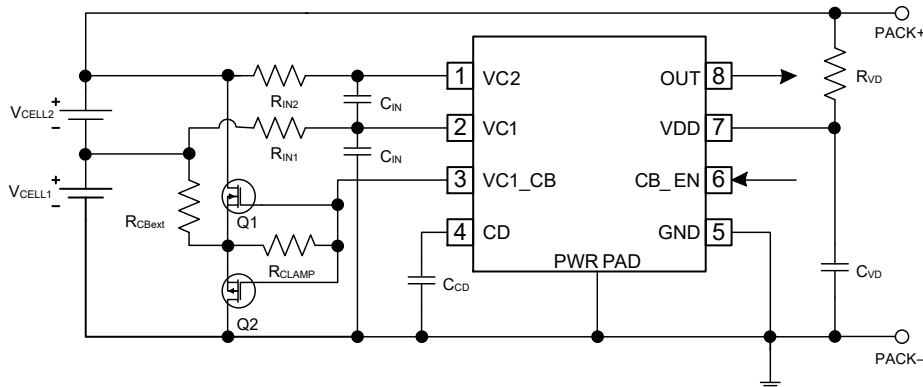 PACK+
1 VC2 OUT 8
RVD
RIN2
CIN
VCELL2
+
–
2 VC1 VDD 7
RIN1
CIN
3 VC1_CB CB_EN 6
VCELL1
+
–
RCBext
Q1
4 CD GND 5
RCLAMP
PWR PAD
CCD
CVD
Q2
PACK–